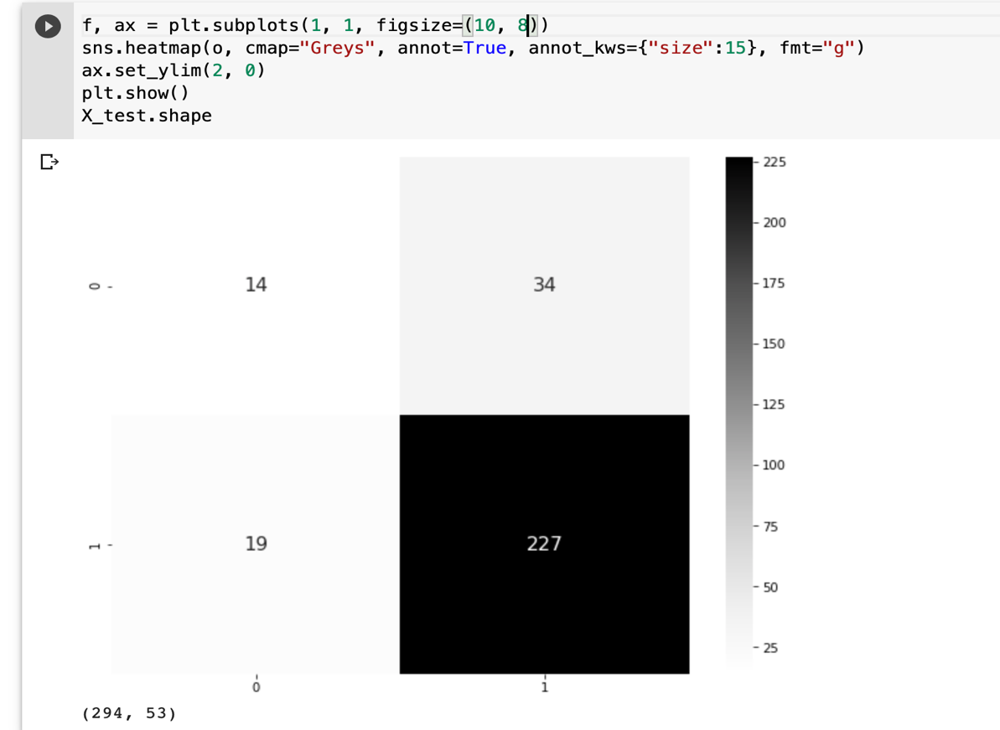 f, ax = plt.subplots(1, 1, figsize=(10, 8))
sns.heatmap(o, cmap="Greys", annot=True, annot_kws={"size":15}, fmt="g")
ax.set_ylim(2, 0)
plt.show()
X_test.shape
225
200
0 14 34
175
150
125
100
1 19 227
75
50
25
0 1
(294, 53)